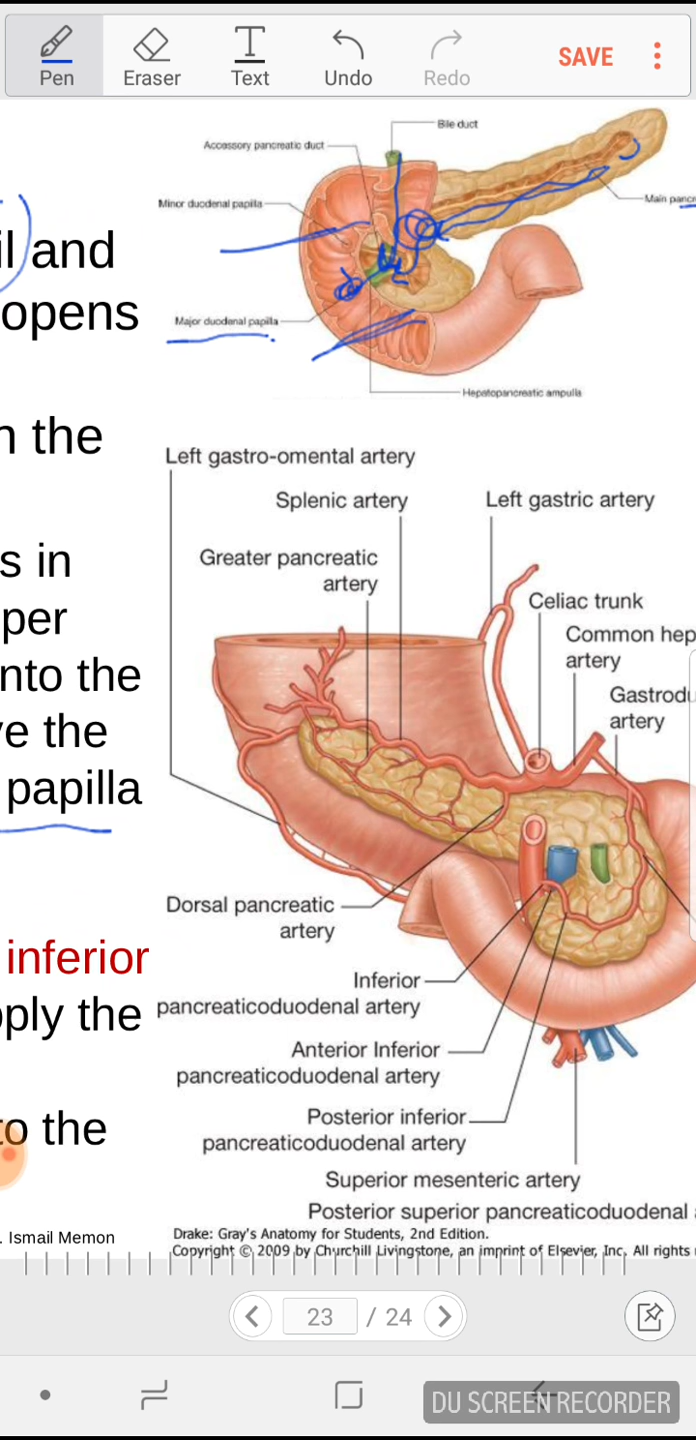 Pen
Eraser
Text
Undo
Redo
SAVE
Bile duct
Accessory pancreatic duct
Minor duodenal papilla
Main pancr
Major duodenal papilla
Hepatopancreatic ampulla
il and
opens
n the
s in
per
nto the
ve the
papilla
inferior
pply the
to the
. Ismail Memon
Left gastro-omental artery
Splenic artery
Left gastric artery
Greater pancreatic
artery
Celiac trunk
Common hep
artery
Gastrodu
artery
Dorsal pancreatic
artery
Inferior
pancreaticoduodenal artery
Anterior Inferior
pancreaticoduodenal artery
Posterior inferior
pancreaticoduodenal artery
Superior mesenteric artery
Posterior superior pancreaticoduodenal
Drake: Gray's Anatomy for Students, 2nd Edition.
Copyright © 2009 by Churchill Livingstone, an imprint of Elsevier, Inc. All rights
23 / 24
DU SCREEN RECORDER